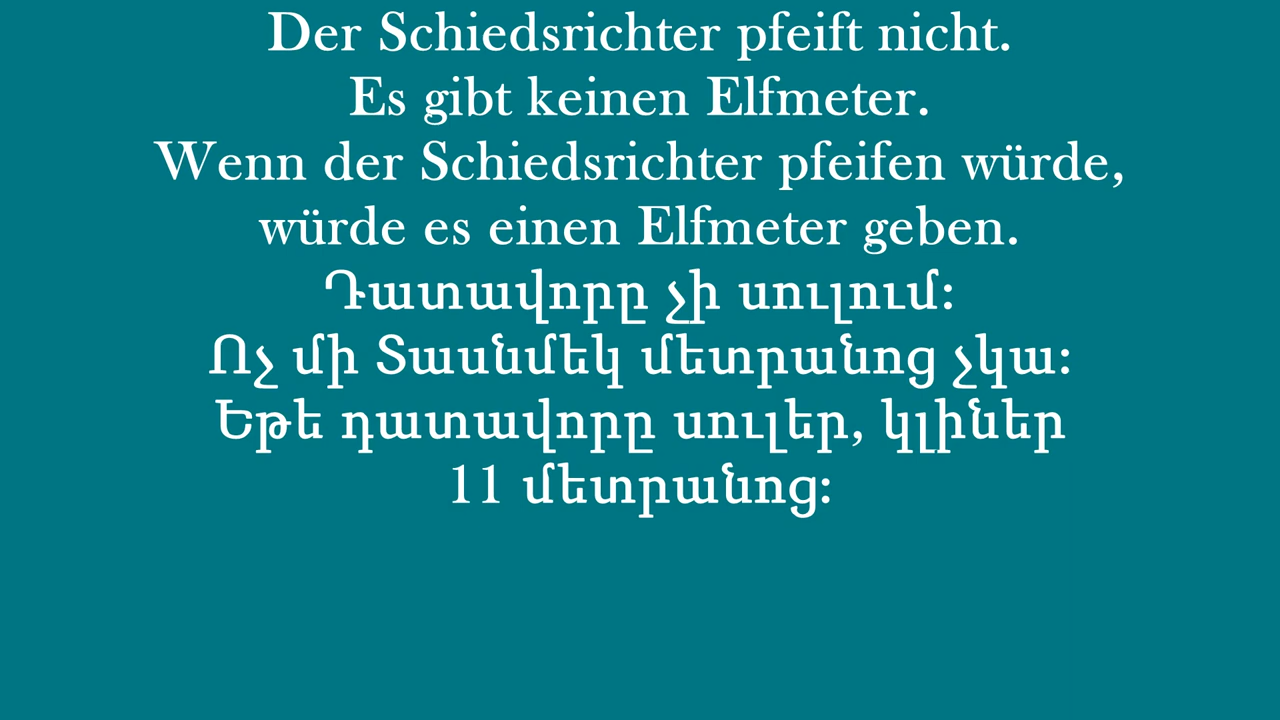 Der Schiedsrichter pfeift nicht.
Es gibt keinen Elfmeter.
Wenn der Schiedsrichter pfeifen würde,
würde es einen Elfmeter geben.
Դատավորը չի սուլում:
Ոչ մի Տասնմեկ մետրանոց չկա:
Եթե դատավորը սուլեր, կլիներ
11 մետրանոց: